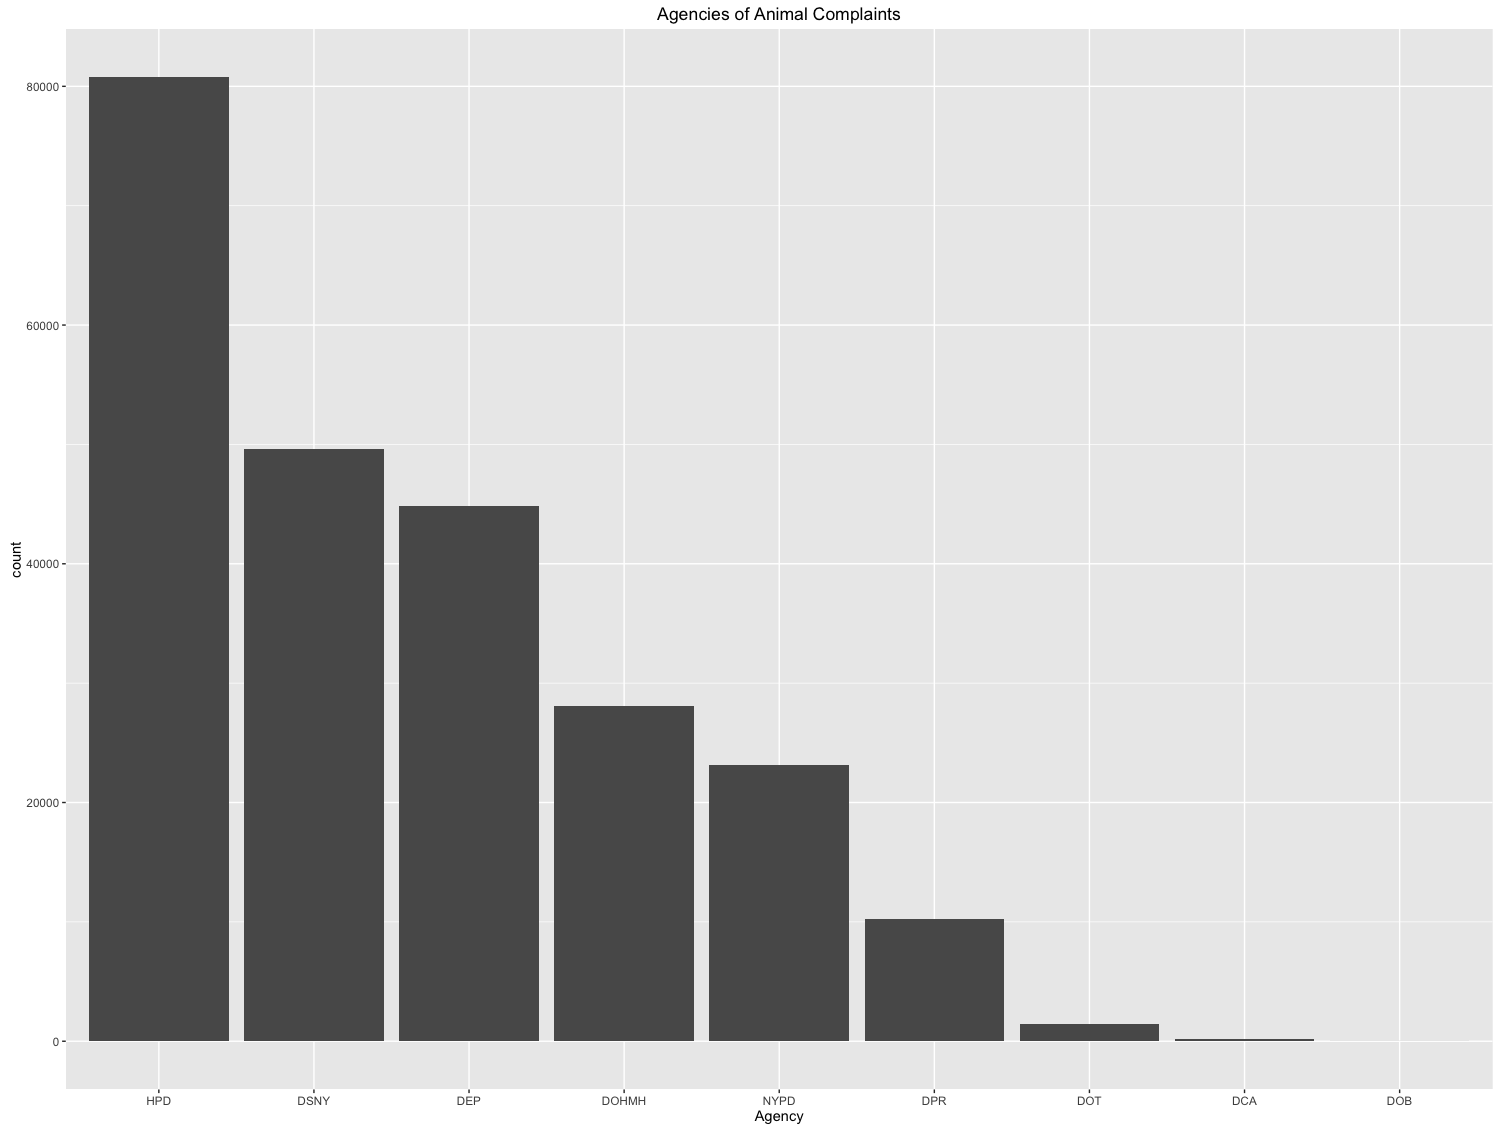 Agencies of Animal Complaints
80000
60000
40000
20000
0
count
HPD DSNY DEP DOHMH NYPD DPR DOT DCA DOB
Agency